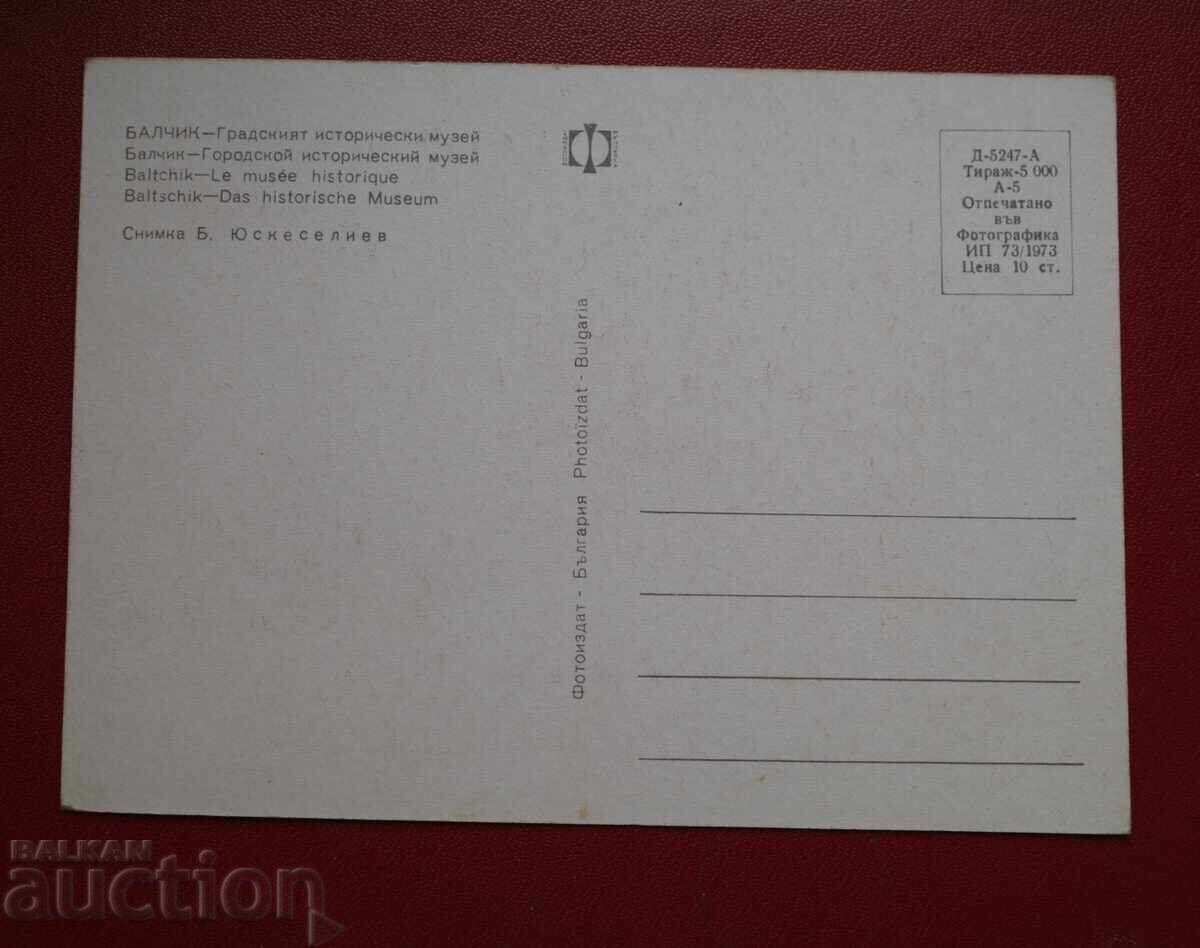 БАЛЧИК—Градският исторически музей
Балчик—Городской исторический музей
Baltchik—Le musée historique
Baltschik—Das historische Museum
Снимка Б. Юскеселиев
Д-5247-А
Тираж-5 000
А-5
Отпечатано
във
Фотографика
ИП 73/1973
Цена 10 ст.
Фотоиздат - България Photoïzdat - Bulgaria
BALKAN
auction